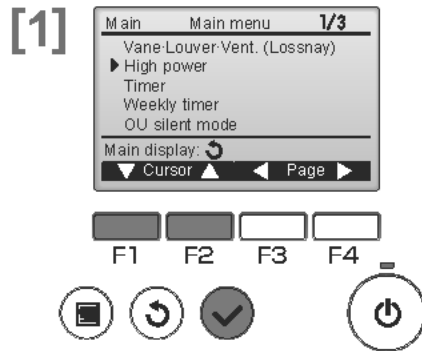 [1]
Main Main menu 1/3
Vane·Louver·Vent. (Lossnay)
High power
Timer
Weekly timer
OU silent mode
Main display:
Cursor Page
F1 F2 F3 F4